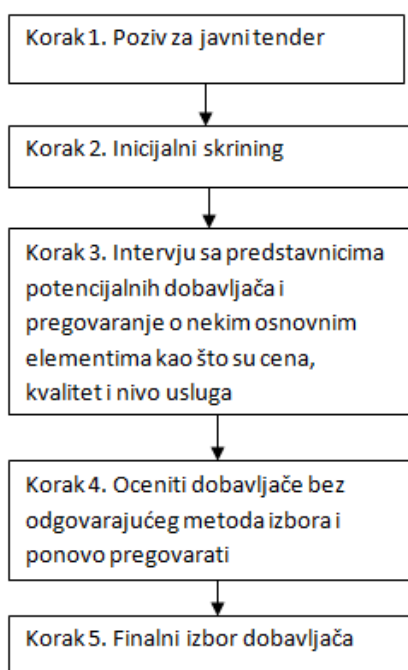 Korak 1. Poziv za javni tender
Korak 2. Inicijalni skrining
Korak 3. Intervju sa predstavnicima
potencijalnih dobavljača i
pregovaranje o nekim osnovnim
elementima kao što su cena,
kvalitet i nivo usluga
Korak 4. Oceniti dobavljače bez
odgovarajućeg metoda izbora i
ponovo pregovarati
Korak 5. Finalni izbor dobavljača